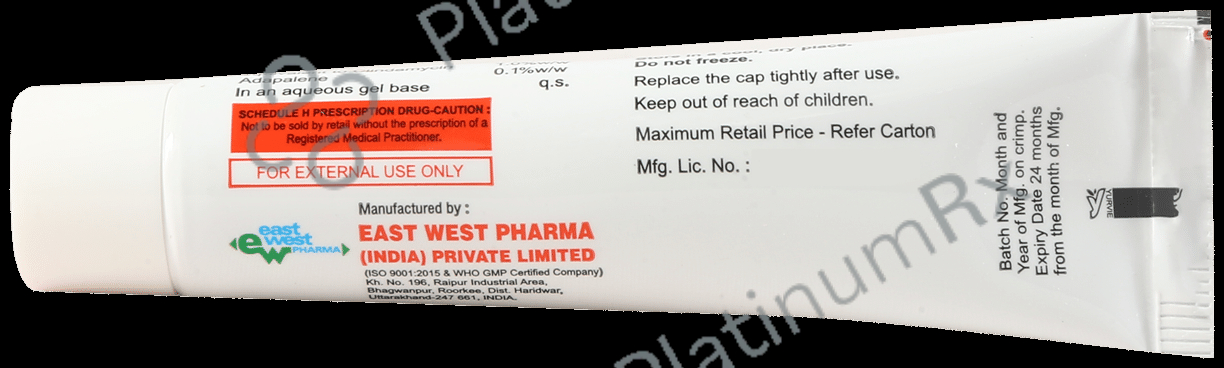 Adapalene 0.1%w/w
In an aqueous gel base q.s.
SCHEDULE H PRESCRIPTION DRUG-CAUTION :
Not to be sold by retail without the prescription of a
Registered Medical Practitioner.
FOR EXTERNAL USE ONLY
east
west
PHARMA
Manufactured by :
EAST WEST PHARMA
(INDIA) PRIVATE LIMITED
(ISO 9001:2015 & WHO GMP Certified Company)
Kh. No. 196, Raipur Industrial Area,
Bhagwanpur, Roorkee, Dist. Haridwar,
Uttarakhand-247 661, INDIA.
Do not freeze.
Replace the cap tightly after use.
Keep out of reach of children.
Maximum Retail Price - Refer Carton
Mfg. Lic. No. :
Batch No. Month and
Year of Mfg. on crimp.
Expiry Date 24 months
from the month of Mfg.
YURVIE
PlatinumRx
PlatinumRx